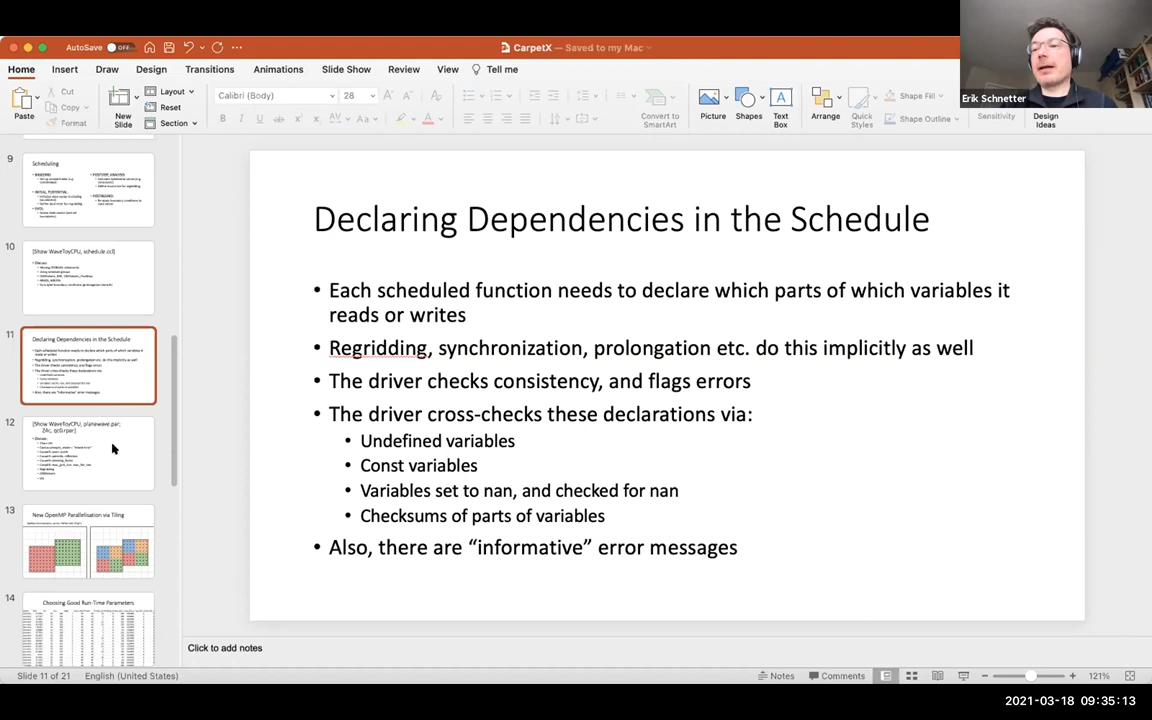 AutoSave OFF
CarpetX — Saved to my Mac
Home Insert Draw Design Transitions Animations Slide Show Review View Tell me
Paste
Cut
Copy
Format
New
Slide
Layout
Reset
Section
Calibri (Body) 28
Convert to
SmartArt
Picture
Shapes
Text
Box
Arrange
Quick
Styles
Shape Fill
Shape Outline
Sensitivity
Design
Ideas
Erik Schnetter
9
Scheduling
10
[Show WaveToyCPU, schedule.ccl]
11
Declaring Dependencies in the Schedule
12
[Show WaveToyCPU, planewave.par;
13
New OpenMP Parallelisation via Tiling
14
Choosing Good Run-Time Parameters
Declaring Dependencies in the Schedule
• Each scheduled function needs to declare which parts of which variables it
reads or writes
• Regridding, synchronization, prolongation etc. do this implicitly as well
• The driver checks consistency, and flags errors
• The driver cross-checks these declarations via:
• Undefined variables
• Const variables
• Variables set to nan, and checked for nan
• Checksums of parts of variables
• Also, there are “informative” error messages
Click to add notes
Slide 11 of 21 English (United States)
Notes Comments 121%
2021-03-18 09:35:13